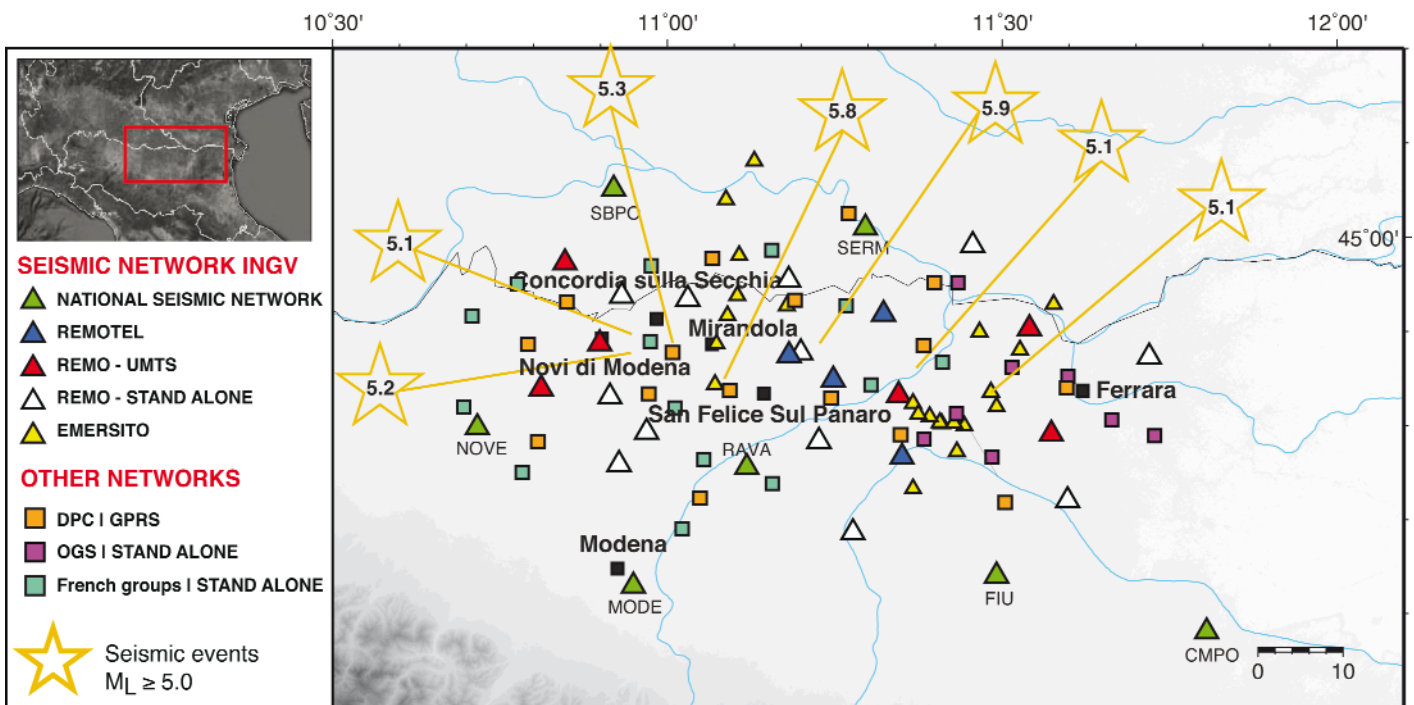 10°30' 11°00' 11°30' 12°00'
5.3
5.8
5.9
5.1
5.1
5.1
5.2
45°00'
SBPO
SERM
Concordia sulla Secchia
Mirandola
Novi di Modena
San Felice Sul Panaro
Ferrara
NOVE
RAVA
Modena
MODE
FIU
CMPO
0 10
SEISMIC NETWORK INGV
NATIONAL SEISMIC NETWORK
REMOTEL
REMO - UMTS
REMO - STAND ALONE
EMERSITO
OTHER NETWORKS
DPC | GPRS
OGS | STAND ALONE
French groups | STAND ALONE
Seismic events
ML ≥ 5.0